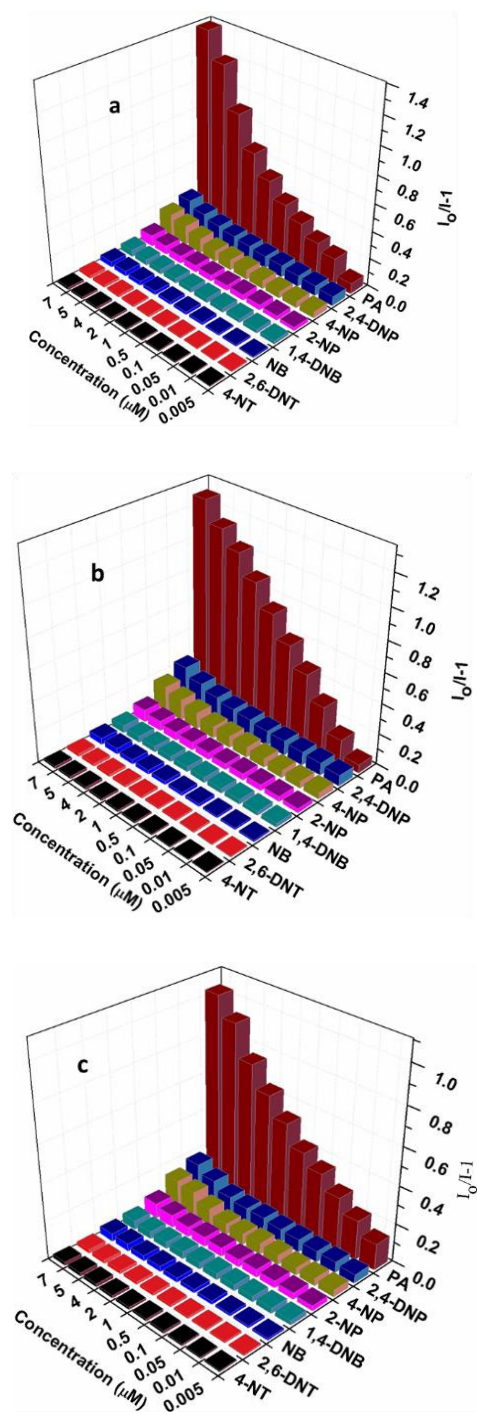 a
1.4
1.2
1.0
0.8
0.6
0.4
0.2
0.0
Io/I-1
PA
2,4-DNP
4-NP
2-NP
1,4-DNB
NB
2,6-DNT
4-NT
7
5
4
2
1
0.5
0.1
0.05
0.01
0.005
Concentration (μM)
b
1.2
1.0
0.8
0.6
0.4
0.2
0.0
Io/I-1
PA
2,4-DNP
4-NP
2-NP
1,4-DNB
NB
2,6-DNT
4-NT
7
5
4
2
1
0.5
0.1
0.05
0.01
0.005
Concentration (μM)
c
1.0
0.8
0.6
0.4
0.2
0.0
Io/I-1
PA
2,4-DNP
4-NP
2-NP
1,4-DNB
NB
2,6-DNT
4-NT
7
5
4
2
1
0.5
0.1
0.05
0.01
0.005
Concentration (μM)